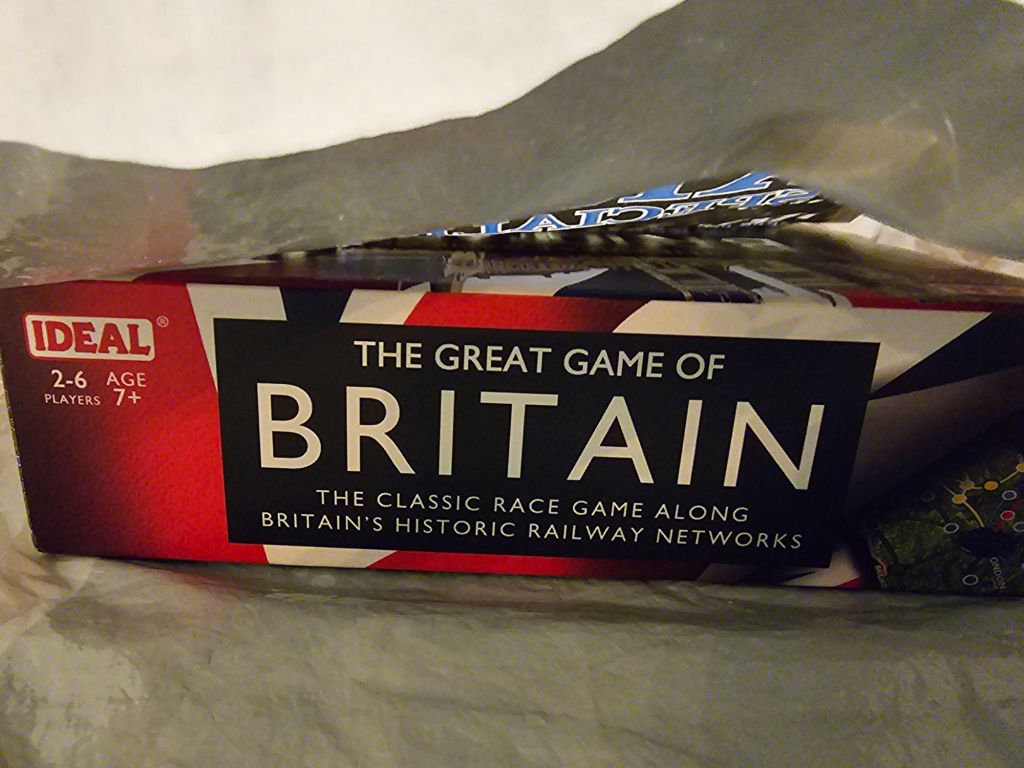 IDEAL®
2-6 AGE
PLAYERS 7+
THE GREAT GAME OF
BRITAIN
THE CLASSIC RACE GAME ALONG
BRITAIN'S HISTORIC RAILWAY NETWORKS
LONDON